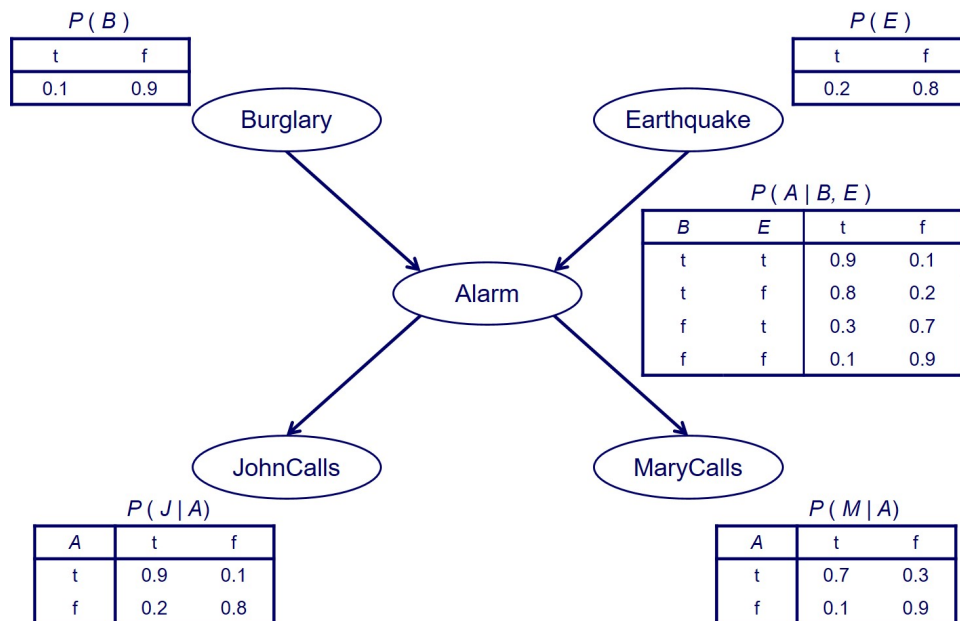 P ( B )
t f
0.1 0.9
P ( E )
t f
0.2 0.8
Burglary
Earthquake
P ( A | B, E )
B E t f
t t 0.9 0.1
t f 0.8 0.2
f t 0.3 0.7
f f 0.1 0.9
Alarm
JohnCalls
MaryCalls
P ( J | A)
A t f
t 0.9 0.1
f 0.2 0.8
P ( M | A)
A t f
t 0.7 0.3
f 0.1 0.9